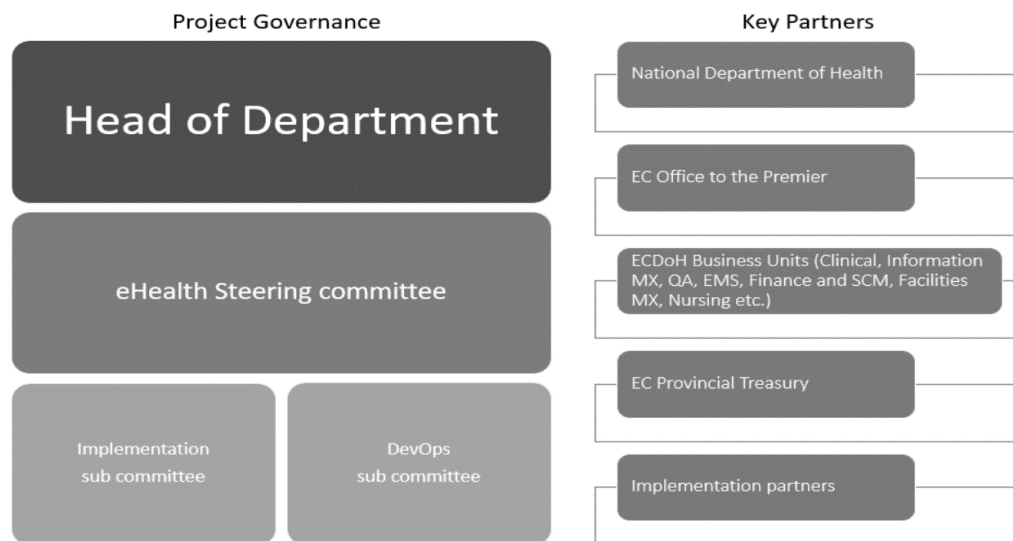 Project Governance
Head of Department
eHealth Steering committee
Implementation
sub committee
DevOps
sub committee
Key Partners
National Department of Health
EC Office to the Premier
ECDoH Business Units (Clinical, Information
MX, QA, EMS, Finance and SCM, Facilities
MX, Nursing etc.)
EC Provincial Treasury
Implementation partners